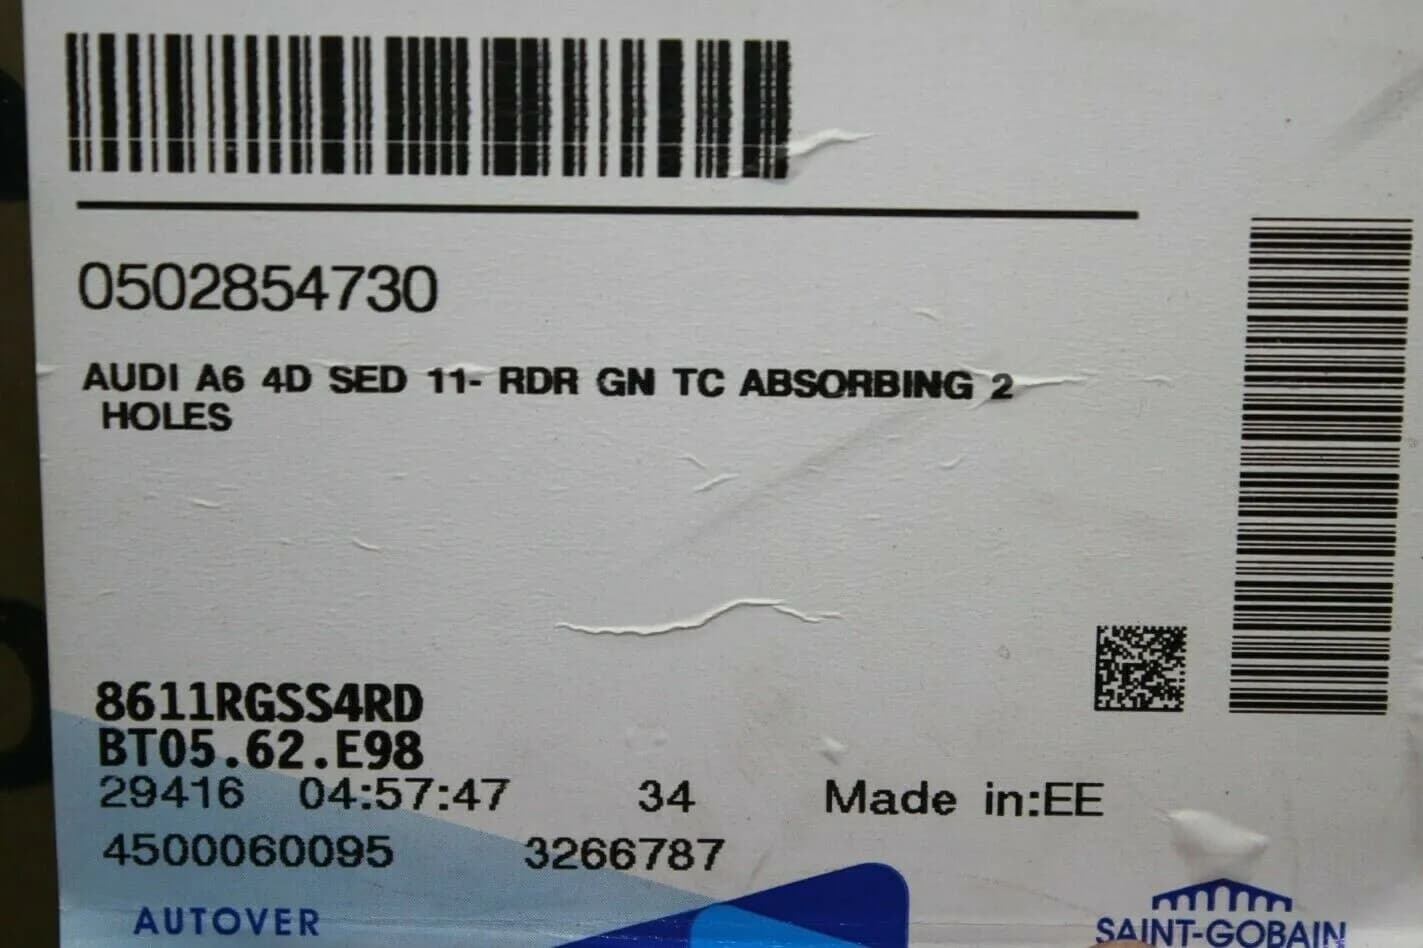 0502854730
AUDI A6 4D SED 11- RDR GN TC ABSORBING 2
HOLES
8611RGSS4RD
BT05.62.E98
29416 04:57:47 34 Made in:EE
4500060095 3266787
AUTOVER
SAINT-GOBAIN